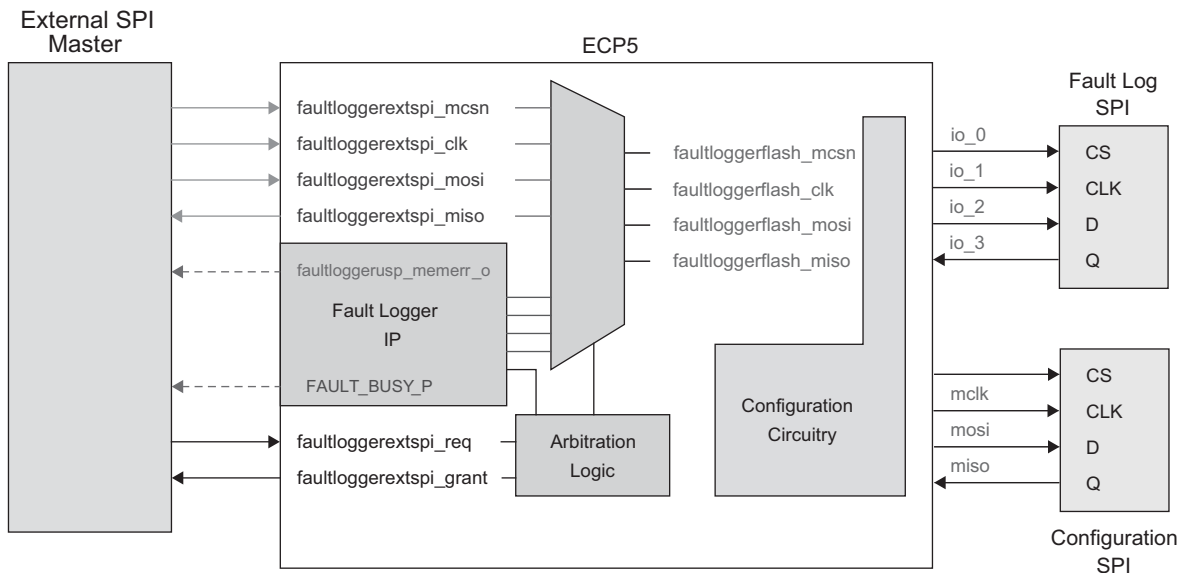 External SPI
Master
ECP5
faultloggerextspi_mcsn
faultloggerextspi_clk
faultloggerextspi_mosi
faultloggerextspi_miso
faultloggerusp_memerr_o
Fault Logger
IP
FAULT_BUSY_P
faultloggerextspi_req
faultloggerextspi_grant
Arbitration
Logic
faultloggerflash_mcsn
faultloggerflash_clk
faultloggerflash_mosi
faultloggerflash_miso
Configuration
Circuitry
Fault Log
SPI
io_0
CS
io_1
CLK
io_2
D
io_3
Q
CS
mclk
CLK
mosi
D
miso
Q
Configuration
SPI